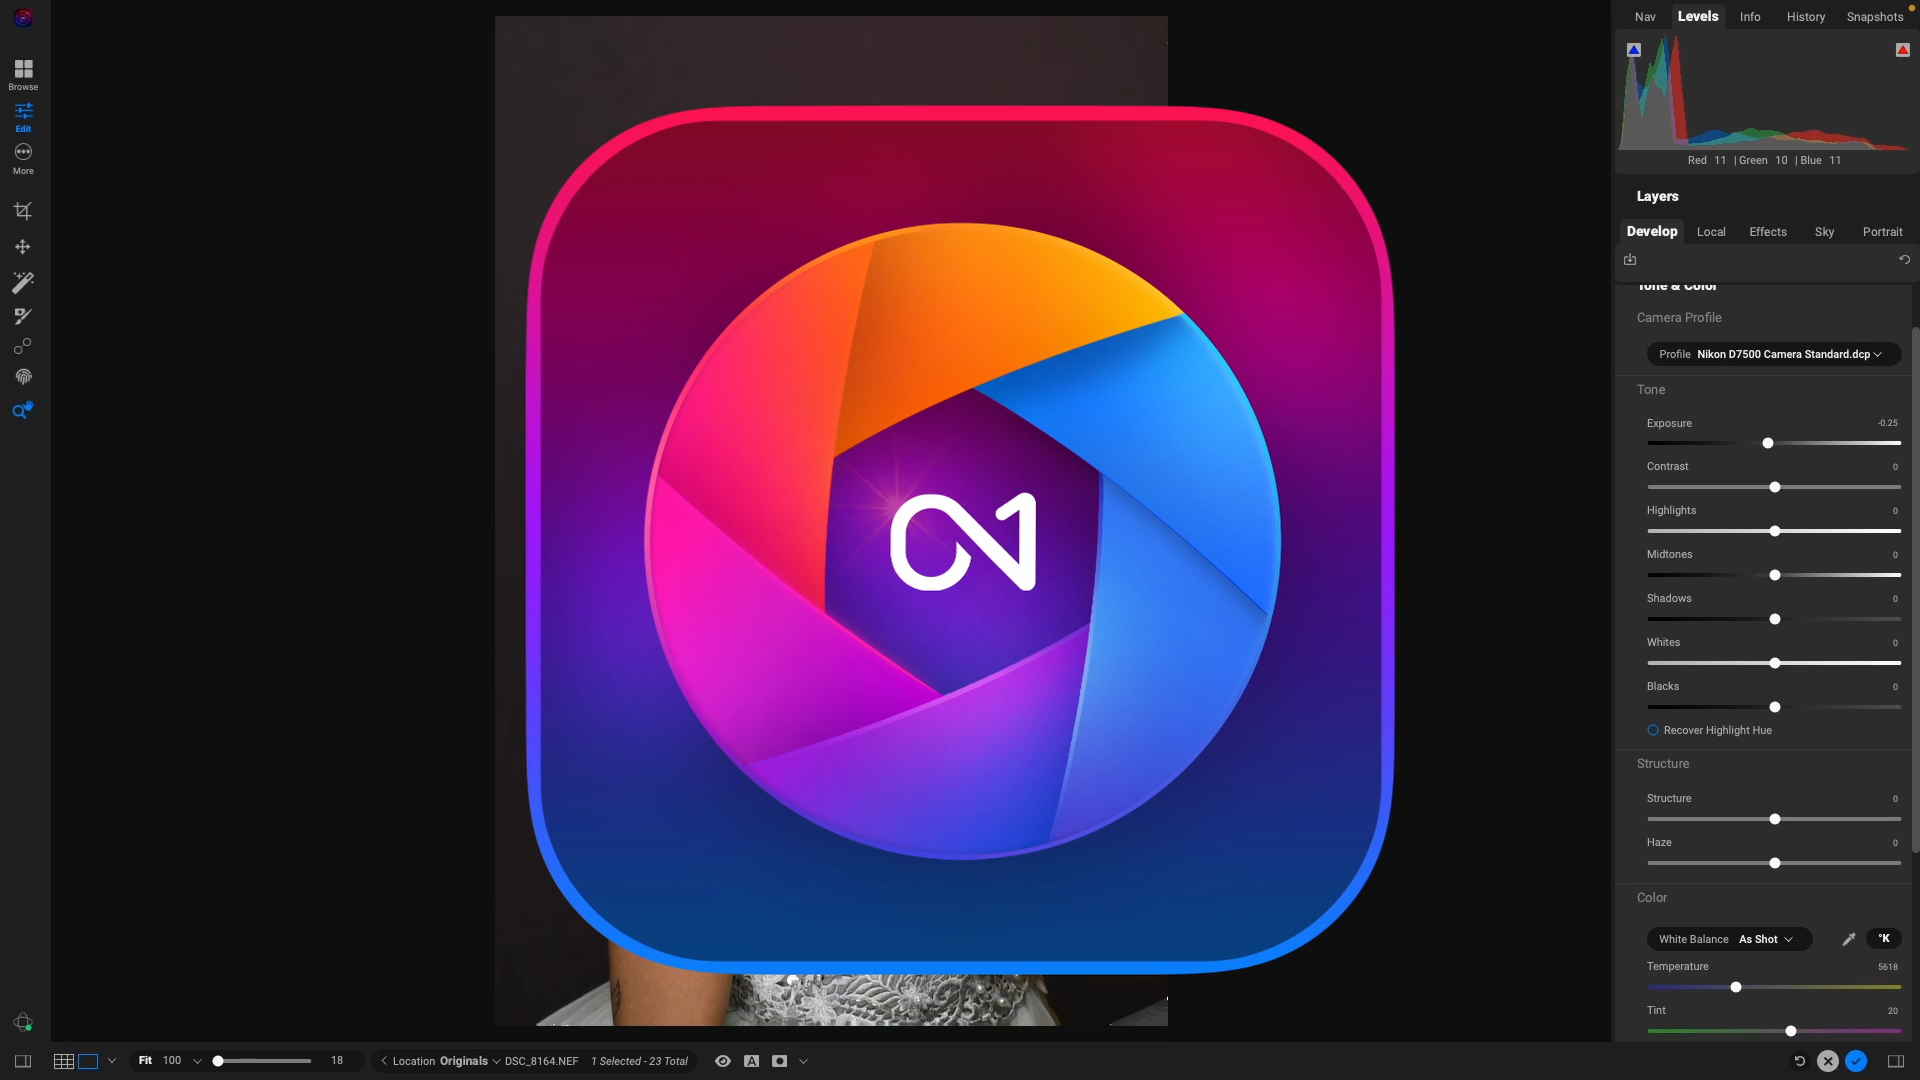 Nav Levels Info History Snapshots
Browse
Edit
More
Red 11 | Green 10 | Blue 11
Layers
Develop Local Effects Sky Portrait
Tone & Color
Camera Profile
Profile Nikon D7500 Camera Standard.dcp
Tone
Exposure -0.25
Contrast 0
Highlights 0
Midtones 0
Shadows 0
Whites 0
Blacks 0
Recover Highlight Hue
Structure
Structure 0
Haze 0
Color
White Balance As Shot °K
Temperature 5618
Tint 20
Fit 100 18 Location Originals DSC_8164.NEF 1 Selected - 23 Total A
ON1